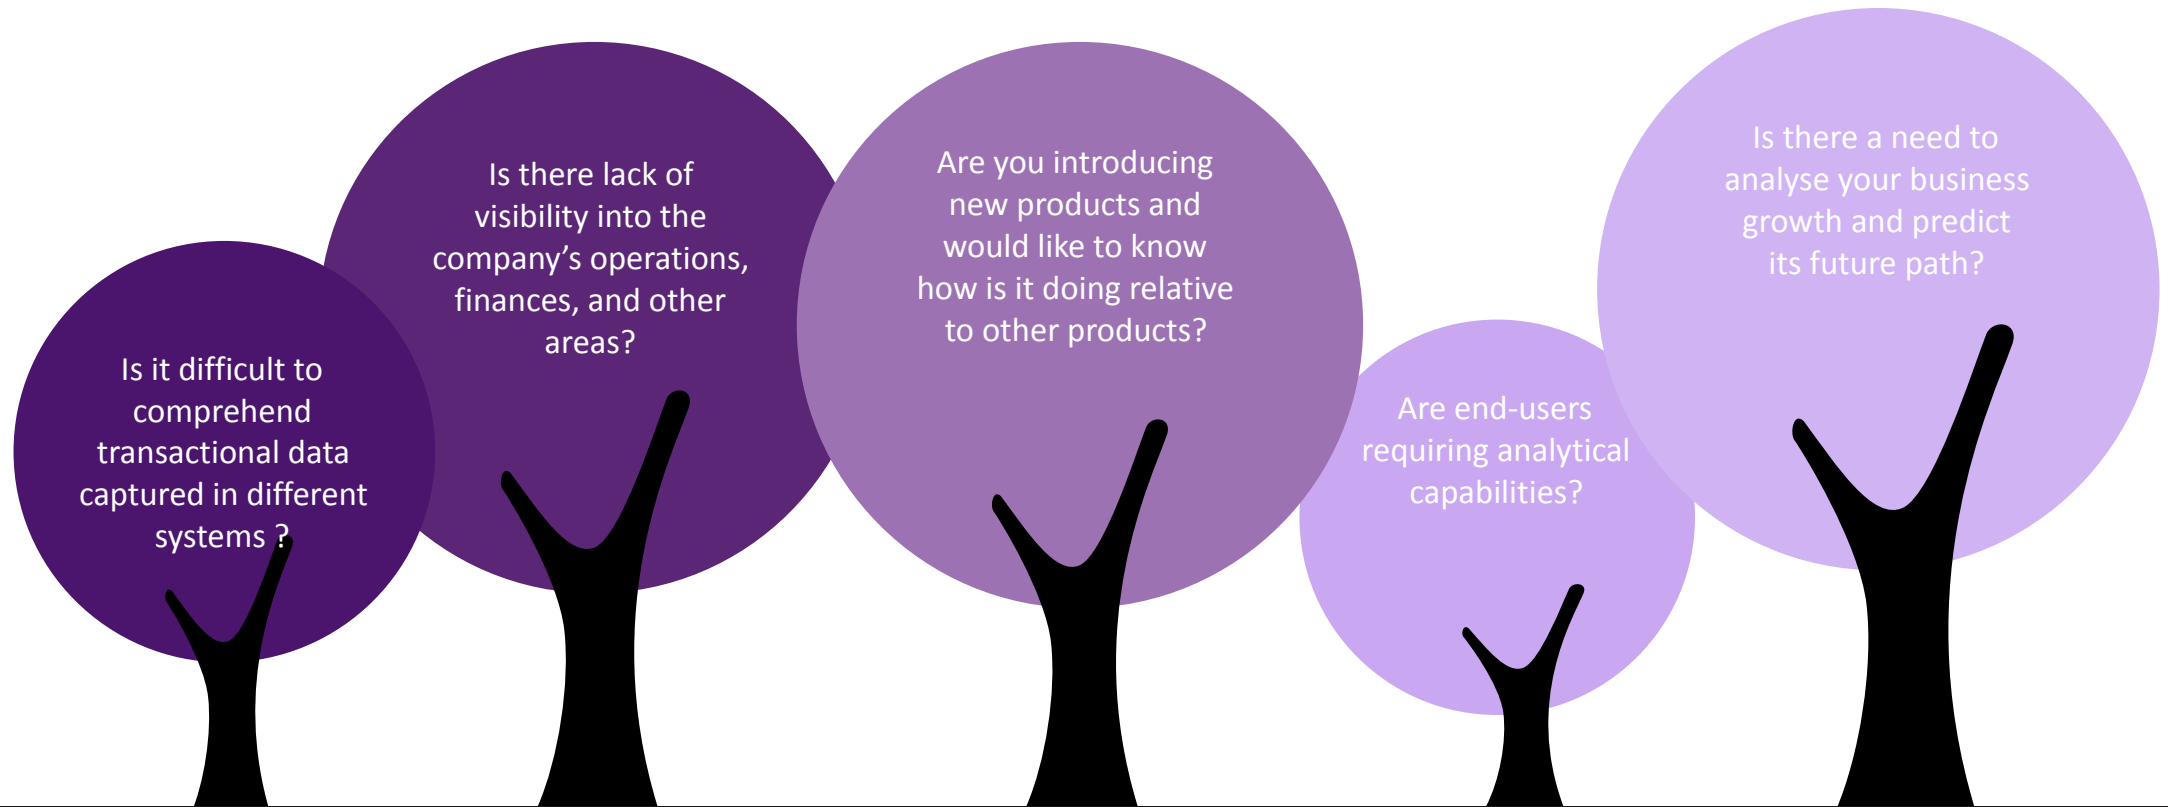 Is it difficult to
comprehend
transactional data
captured in different
systems ?
Is there lack of
visibility into the
company’s operations,
finances, and other
areas?
Are you introducing
new products and
would like to know
how is it doing relative
to other products?
Are end-users
requiring analytical
capabilities?
Is there a need to
analyse your business
growth and predict
its future path?